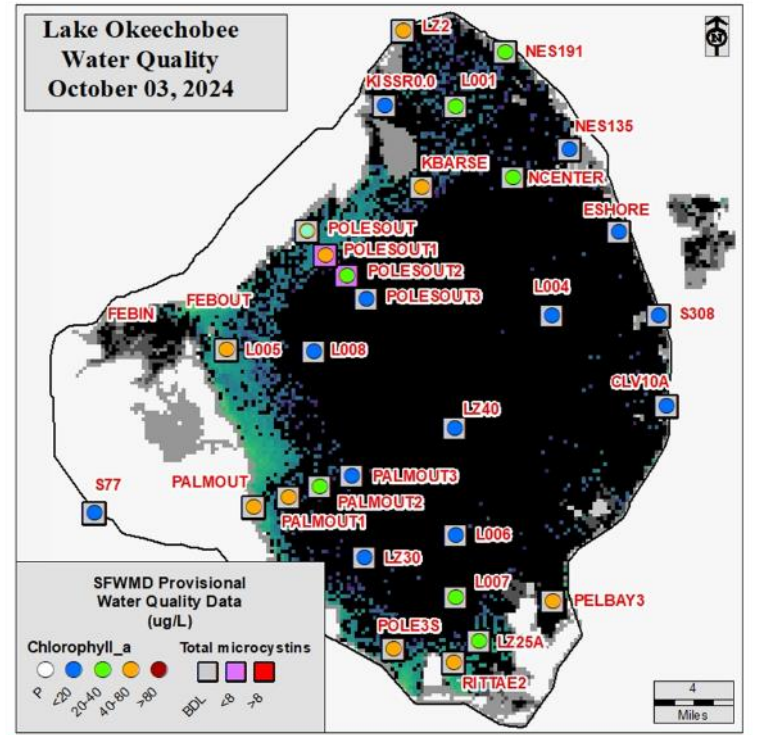 Lake Okeechobee
Water Quality
October 03, 2024
N
LZ2
NES191
KISSR0.0
L001
NES135
KBARSE
NCENTER
POLESOUT
ESHORE
POLESOUT1
POLESOUT2
POLESOUT3
FEBIN
FEBOUT
L004
S308
L005
L008
CLV10A
LZ40
S77
PALMOUT
PALMOUT3
PALMOUT2
PALMOUT1
L006
LZ30
L007
PELBAY3
POLE3S
LZ25A
RITTAE2
SFWMD Provisional
Water Quality Data
(ug/L)
Chlorophyll_a Total microcystins
P <20 20-40 40-80 >80 BDL <8 >8
4
Miles